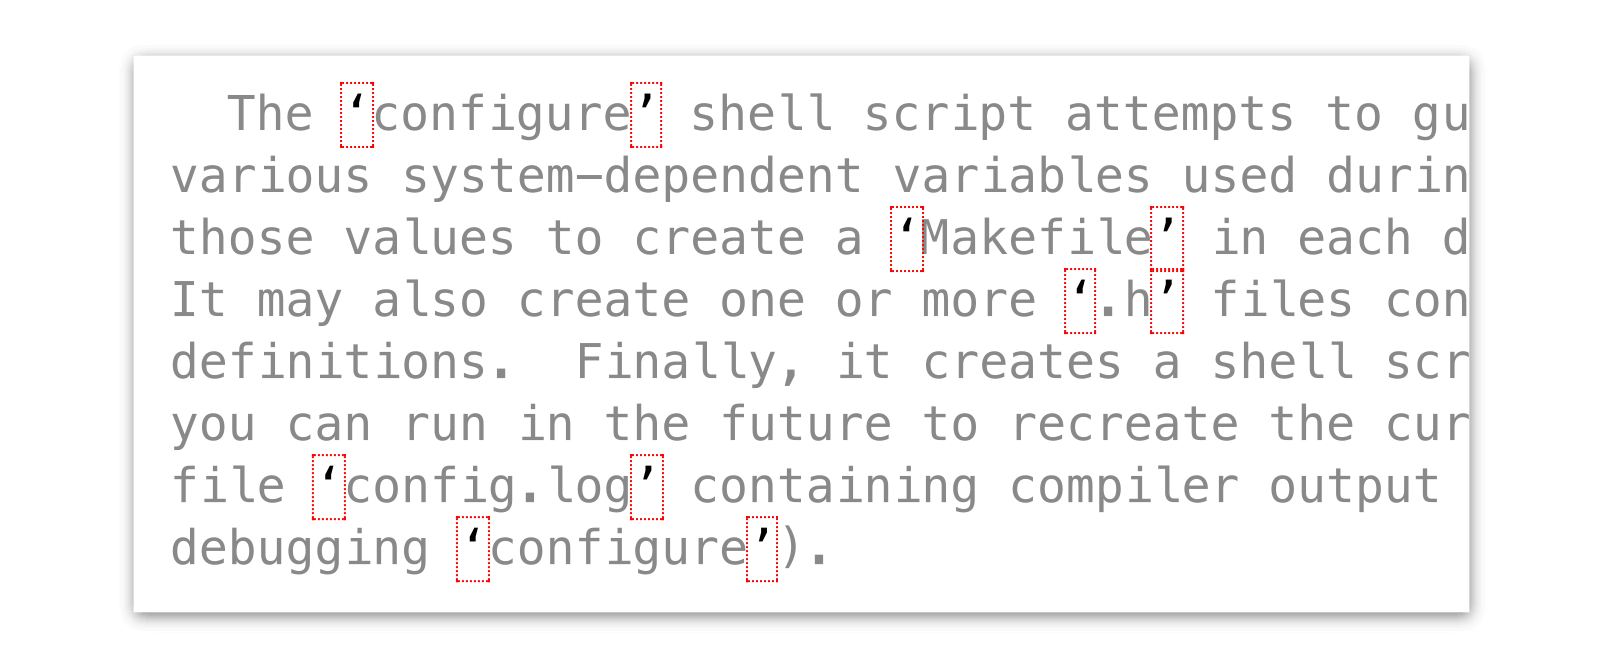 The ‘configure’ shell script attempts to gu
various system-dependent variables used durin
those values to create a ‘Makefile’ in each d
It may also create one or more ‘.h’ files con
definitions.  Finally, it creates a shell scr
you can run in the future to recreate the cur
file ‘config.log’ containing compiler output
debugging ‘configure’).